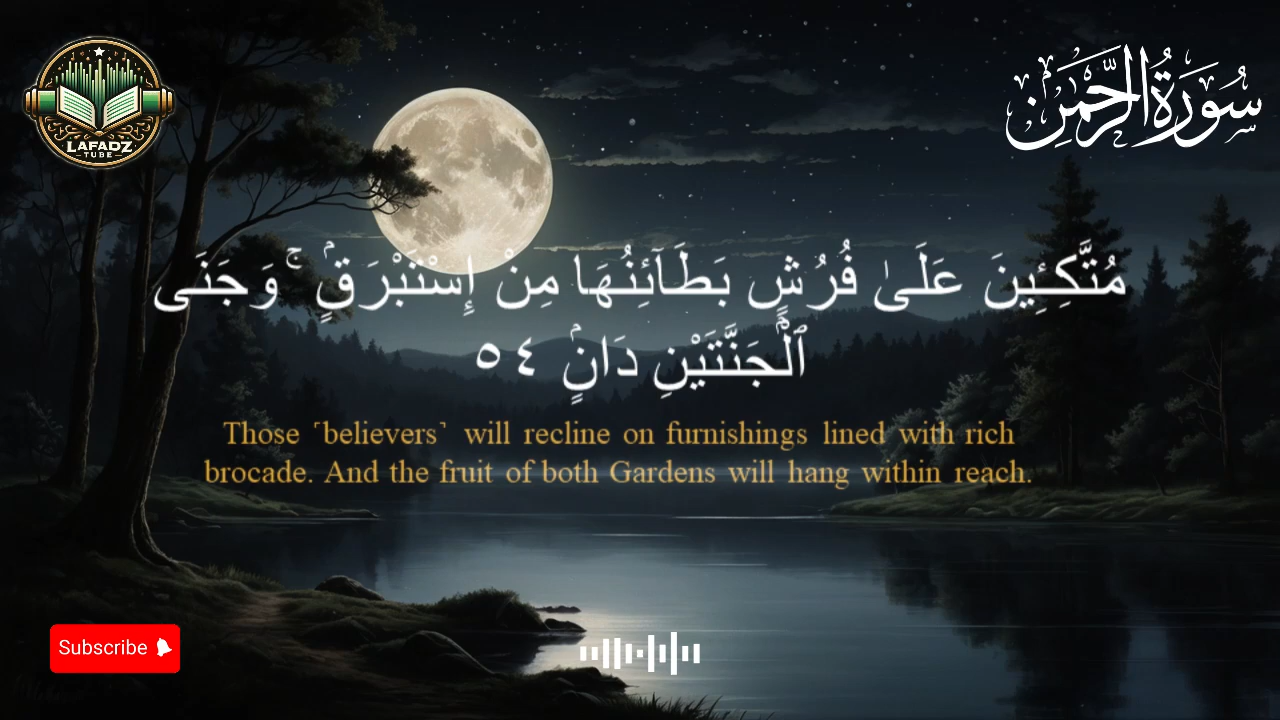 LAFADZ
TUBE
سُورَةُ الرَّحْمَٰن
مُتَّكِـِٔينَ عَلَىٰ فُرُشٍۭ بَطَآئِنُهَا مِنْ إِسْتَبْرَقٍۢ ۚ وَجَنَى
ٱلْجَنَّتَيْنِ دَانٍۢ ٥٤
Those ˹believers˺ will recline on furnishings lined with rich
brocade. And the fruit of both Gardens will hang within reach.
Subscribe